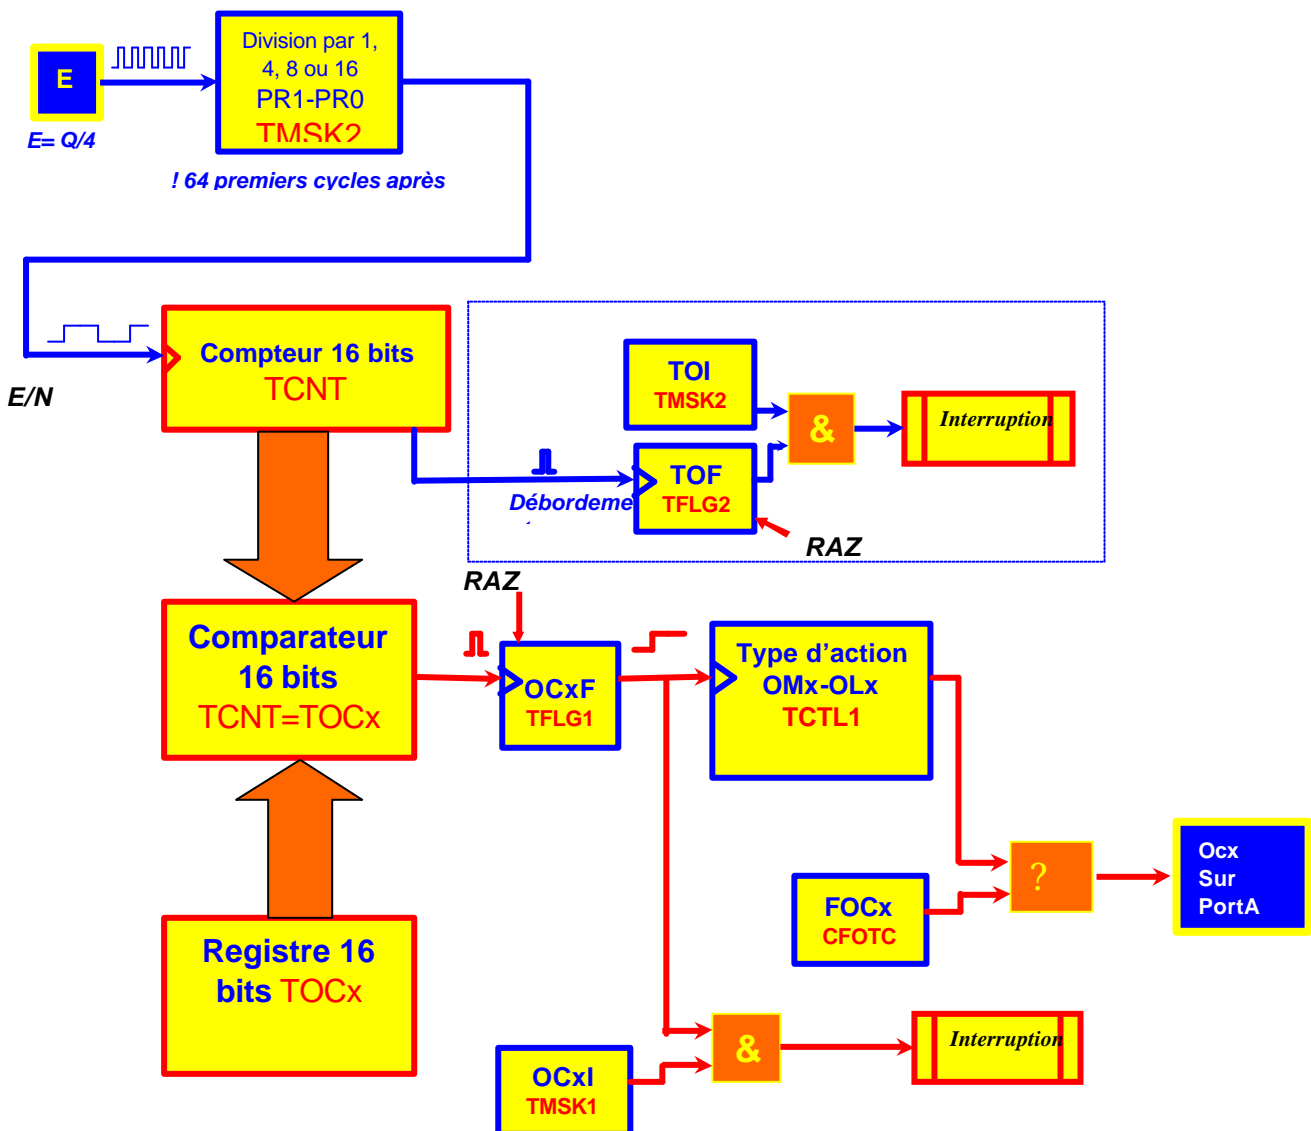 E
E= Q/4
Division par 1,
4, 8 ou 16
PR1-PR0
TMSK2
! 64 premiers cycles après
E/N
Compteur 16 bits
TCNT
TOI
TMSK2
&
Interruption
Débordeme
TOF
TFLG2
RAZ
RAZ
Comparateur
16 bits
TCNT=TOCx
OCxF
TFLG1
Type d'action
OMx-OLx
TCTL1
?
Ocx
Sur
PortA
FOCx
CFOTC
Registre 16
bits TOCx
&
Interruption
OCxI
TMSK1